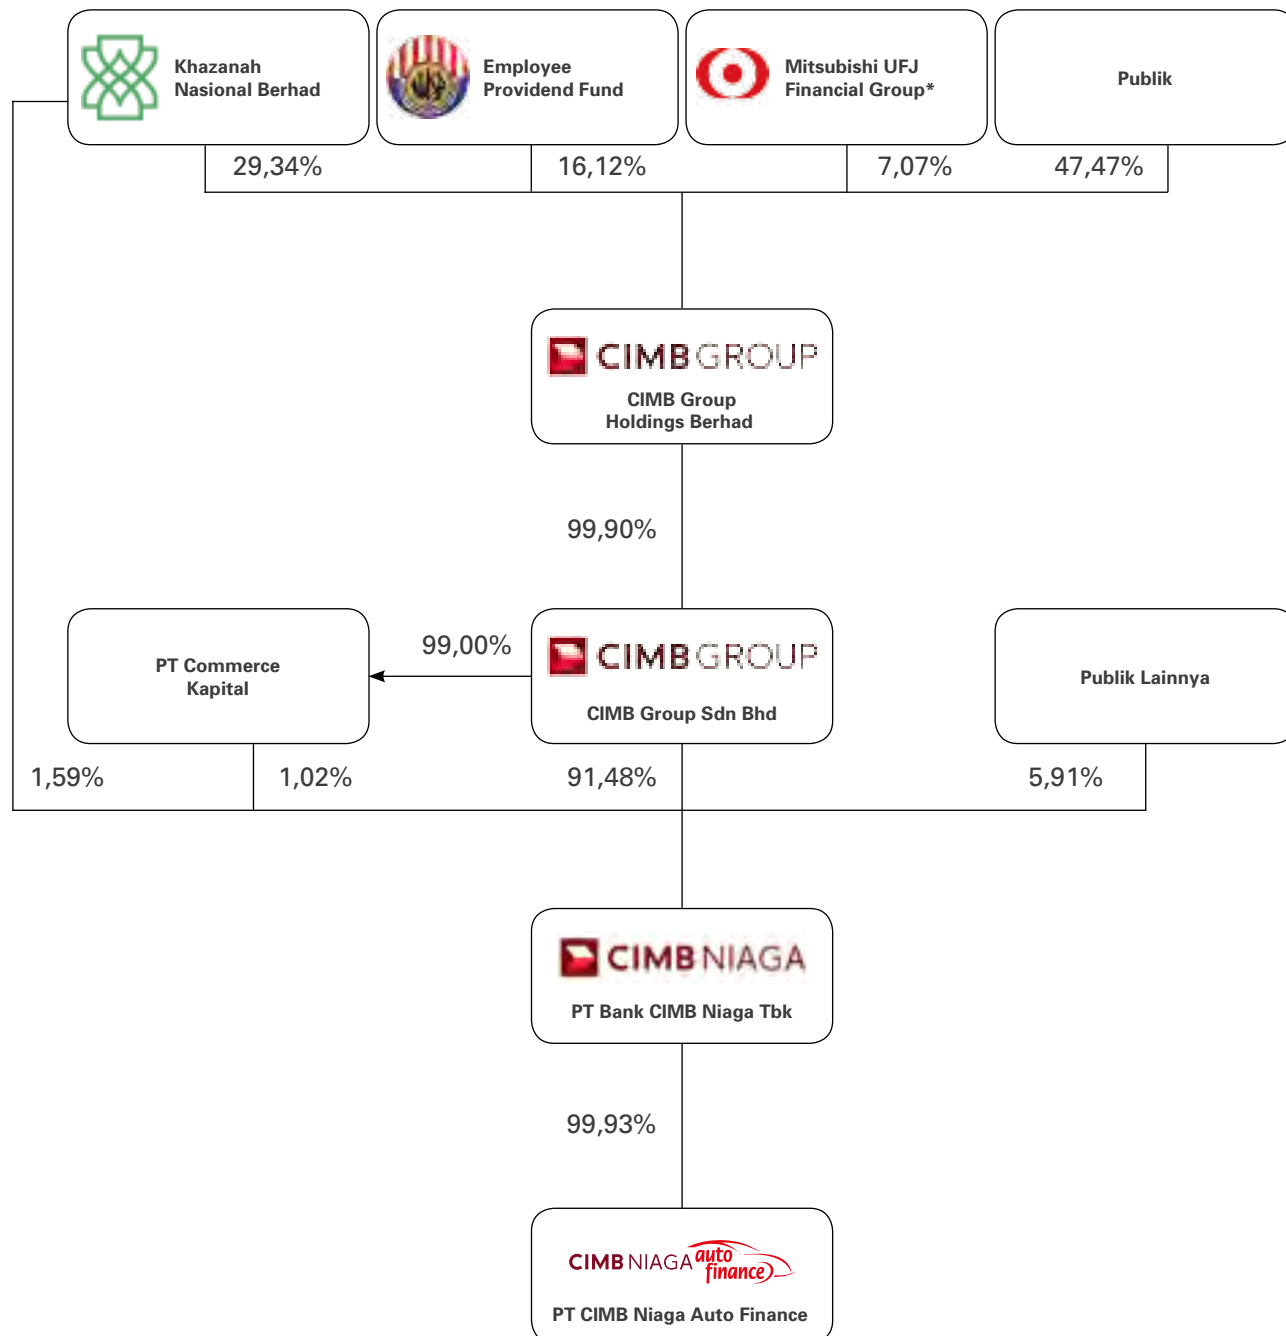 Khazanah
Nasional Berhad
Employee
Providend Fund
Mitsubishi UFJ
Financial Group*
Publik
29,34%
16,12%
7,07%
47,47%
CIMB GROUP
CIMB Group
Holdings Berhad
99,90%
PT Commerce
Kapital
99,00%
CIMB GROUP
CIMB Group Sdn Bhd
Publik Lainnya
1,59%
1,02%
91,48%
5,91%
CIMB NIAGA
PT Bank CIMB Niaga Tbk
99,93%
CIMB NIAGA auto
finance
PT CIMB Niaga Auto Finance